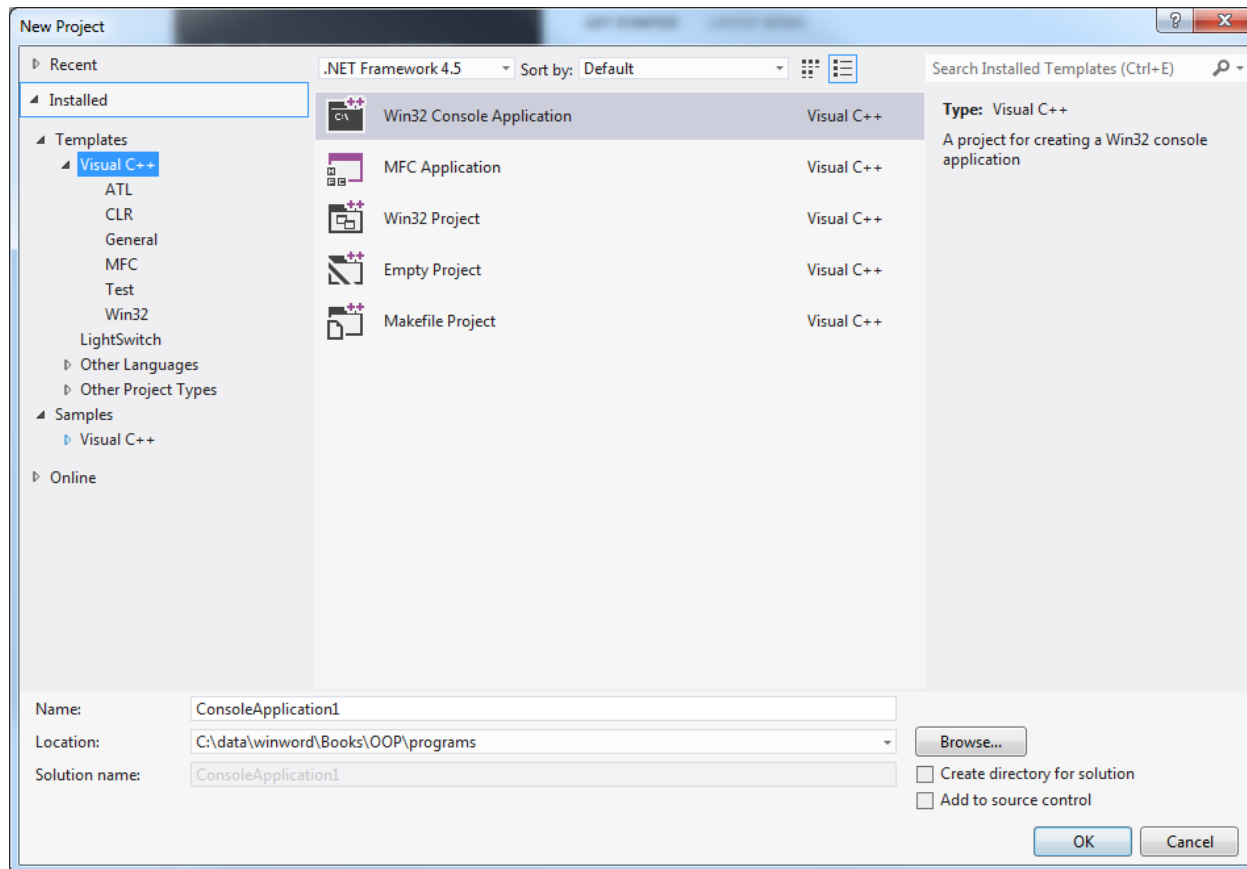 New Project
GET STARTED LATEST NEWS
Recent
Installed
Templates
Visual C++
ATL
CLR
General
MFC
Test
Win32
LightSwitch
Other Languages
Other Project Types
Samples
Visual C++
Online
.NET Framework 4.5 Sort by: Default
Win32 Console Application Visual C++
MFC Application Visual C++
Win32 Project Visual C++
Empty Project Visual C++
Makefile Project Visual C++
Search Installed Templates (Ctrl+E)
Type: Visual C++
A project for creating a Win32 console
application
Name: ConsoleApplication1
Location: C:\data\winword\Books\OOP\programs
Browse...
Solution name: ConsoleApplication1
Create directory for solution
Add to source control
OK Cancel